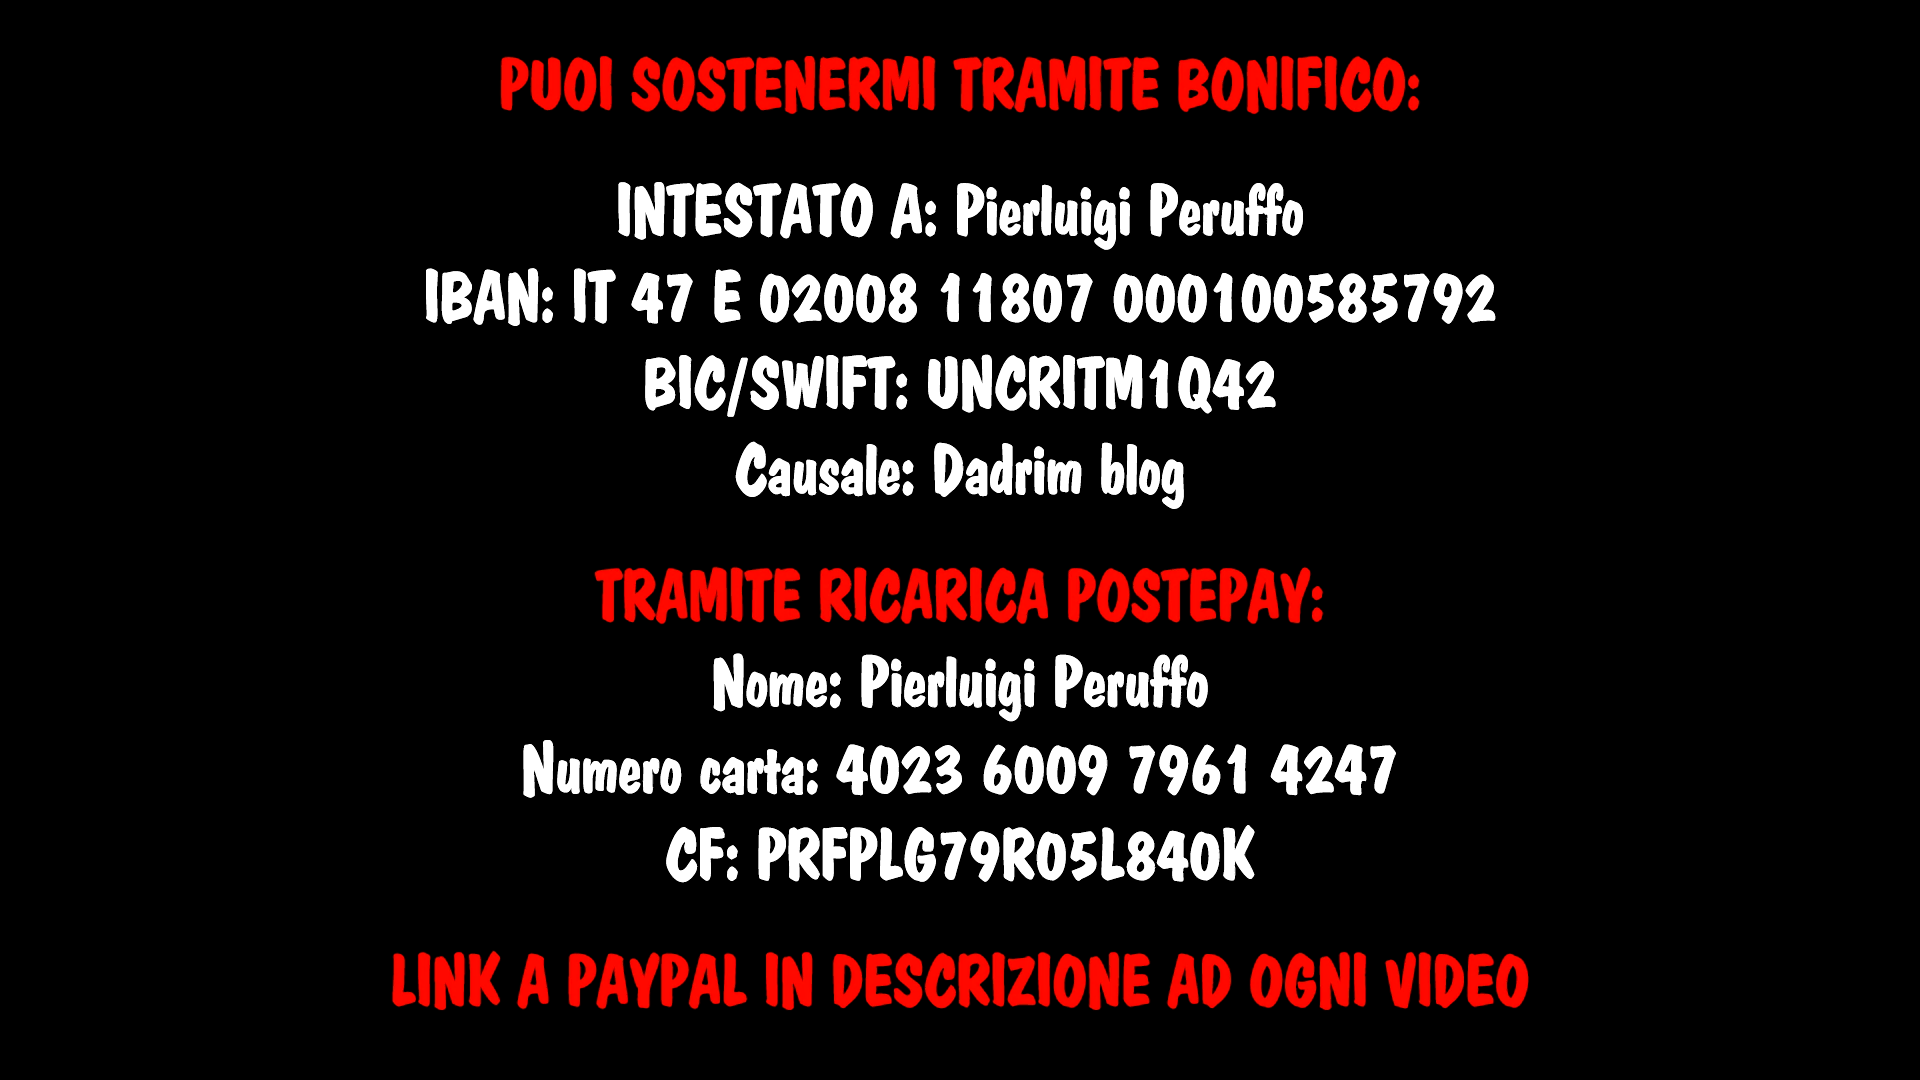 PUOI SOSTENERMI TRAMITE BONIFICO:
INTESTATO A: Pierluigi Peruffo
IBAN: IT 47 E 02008 11807 000100585792
BIC/SWIFT: UNCRITM1Q42
Causale: Dadrim blog
TRAMITE RICARICA POSTEPAY:
Nome: Pierluigi Peruffo
Numero carta: 4023 6009 7961 4247
CF: PRFPLG79R05L840K
LINK A PAYPAL IN DESCRIZIONE AD OGNI VIDEO